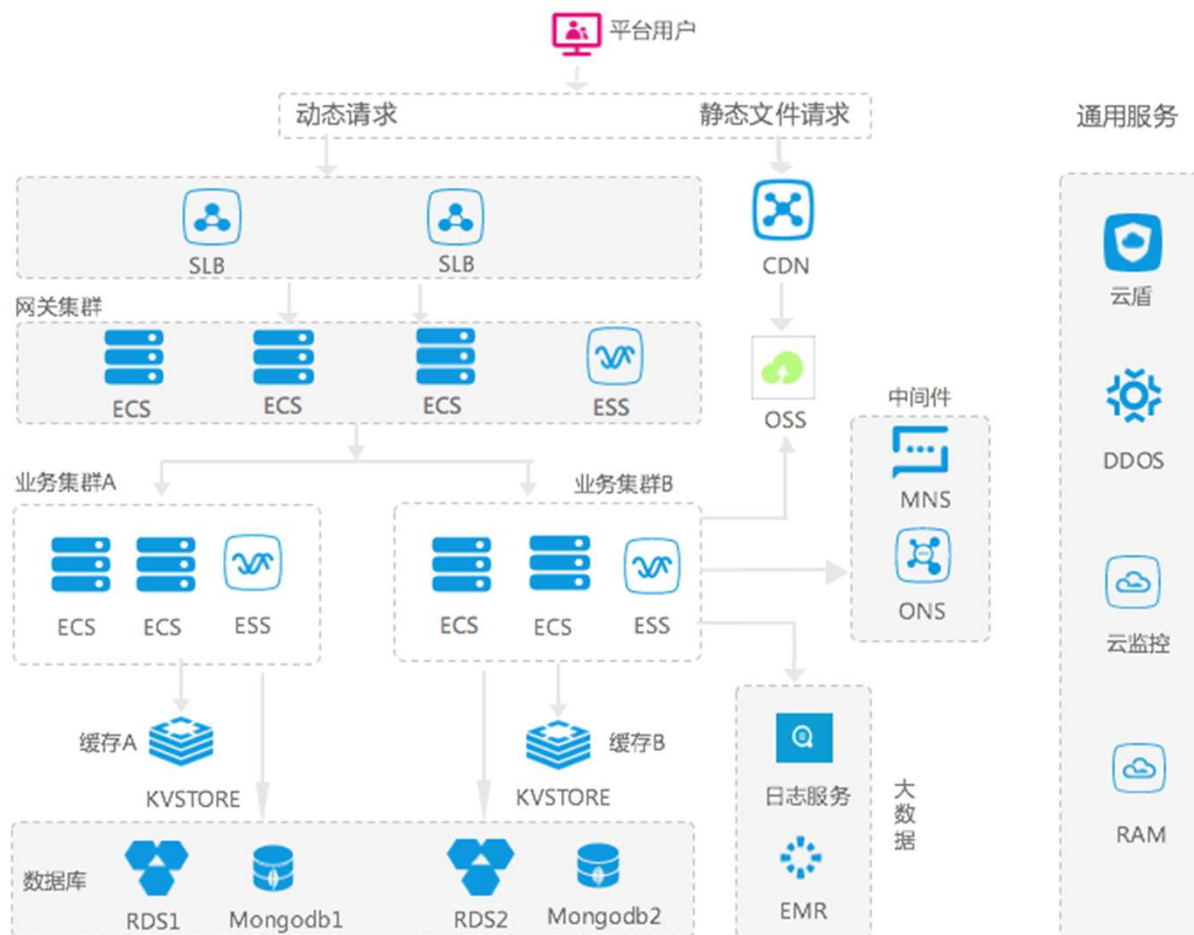 平台用户
动态请求
静态文件请求
通用服务
SLB
SLB
CDN
云盾
网关集群
ECS
ECS
ECS
ESS
OSS
中间件
MNS
ONS
DDOS
业务集群A
业务集群B
ECS
ECS
ESS
ECS
ECS
ESS
云监控
缓存A
KVSTORE
缓存B
KVSTORE
日志服务
EMR
大数据
RAM
数据库
RDS1
Mongodb1
RDS2
Mongodb2